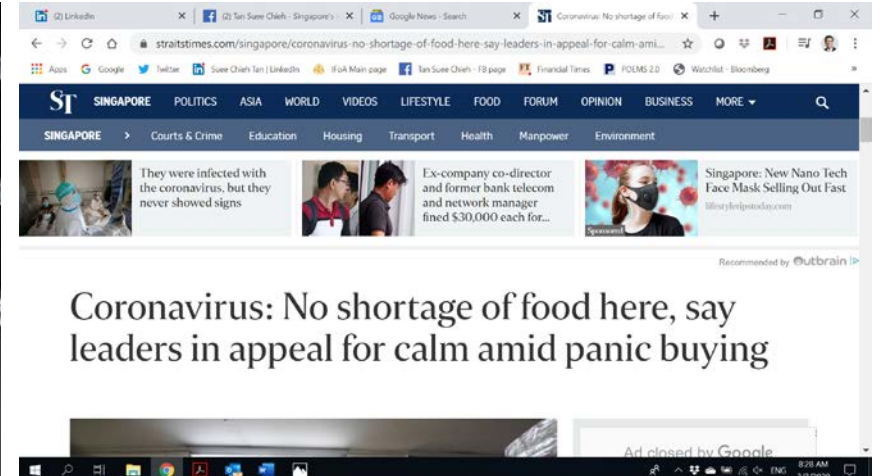 (2) LinkedIn
(2) Tan Suee Chieh - Singapore's
Google News - Search
Coronavirus: No shortage of food
straitstimes.com/singapore/coronavirus-no-shortage-of-food-here-say-leaders-in-appeal-for-calm-ami...
Apps Google Twitter Suee Chieh Tan | LinkedIn IFoA Main page Tan Suee Chieh - FB page Financial Times POEMS 2.0 Watchlist - Bloomberg
ST SINGAPORE POLITICS ASIA WORLD VIDEOS LIFESTYLE FOOD FORUM OPINION BUSINESS MORE
SINGAPORE > Courts & Crime Education Housing Transport Health Manpower Environment
They were infected with
the coronavirus, but they
never showed signs
Ex-company co-director
and former bank telecom
and network manager
fined $30,000 each for...
Singapore: New Nano Tech
Face Mask Selling Out Fast
lifestyletipstoday.com
Sponsored
Recommended by Outbrain
Coronavirus: No shortage of food here, say
leaders in appeal for calm amid panic buying
Ad closed by Google
ENG
8:28 AM